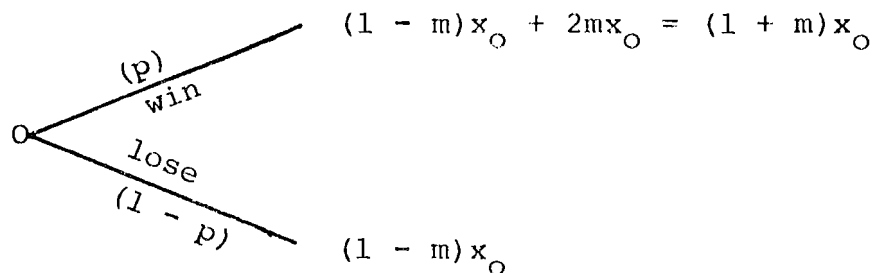 (1 - m)x_o + 2mx_o = (1 + m)x_o
(p)
win
O
lose
(1 - p)
(1 - m)x_o